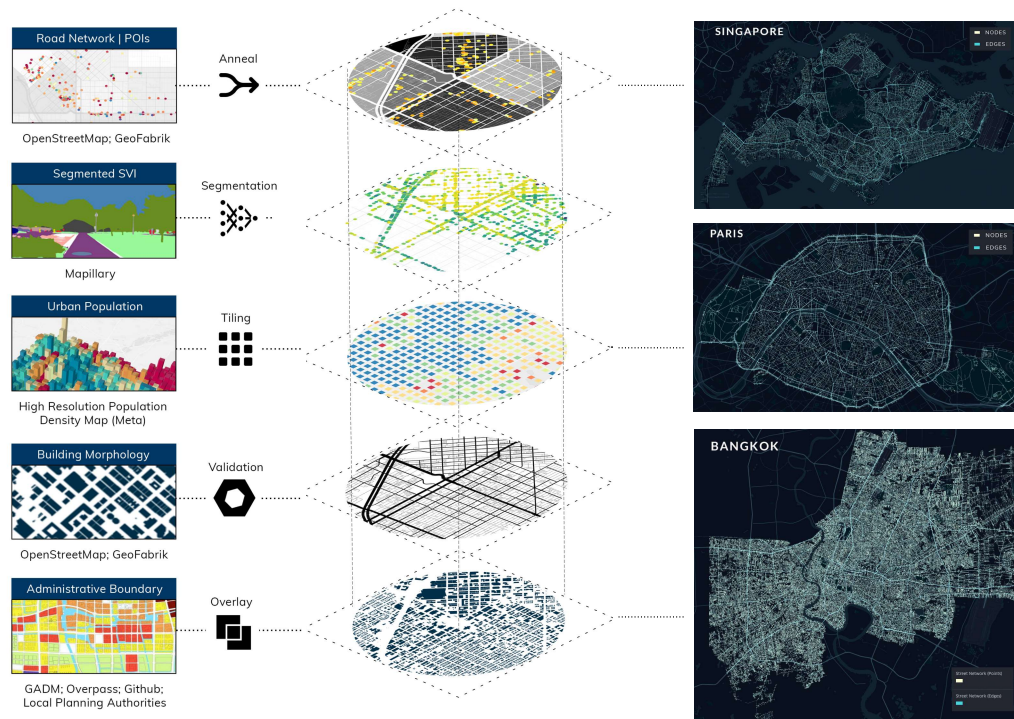 Road Network | POIs
OpenStreetMap; GeoFabrik
Anneal
Segmented SVI
Mapillary
Segmentation
Urban Population
High Resolution Population
Density Map (Meta)
Tiling
Building Morphology
OpenStreetMap; GeoFabrik
Validation
Administrative Boundary
GADM; Overpass; Github;
Local Planning Authorities
Overlay
SINGAPORE
NODES
EDGES
PARIS
NODES
EDGES
BANGKOK
Street Network (Points)
Street Network (Edges)